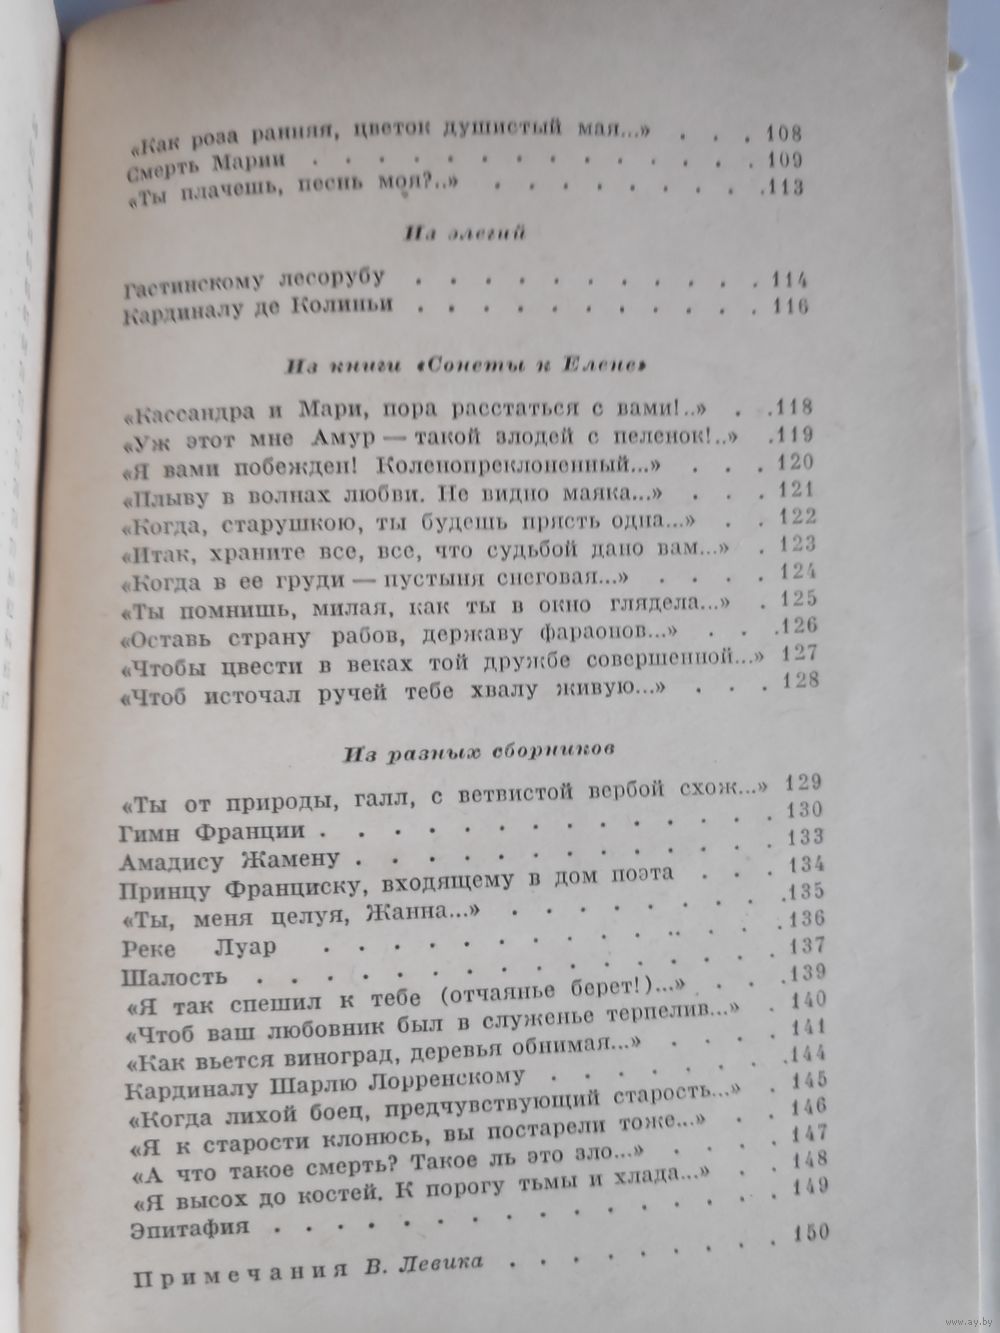 «Как роза ранняя, цветок душистый мая...» . . . 108
Смерть Марии . . . . . . . . . . . . . 109
«Ты плачешь, песнь моя?..» . . . . . . . . . 113
Из элегий
Гастинскому лесорубу . . . . . . . . . . . 114
Кардиналу де Колиньи . . . . . . . . . . . 116
Из книги «Сонеты к Елене»
«Кассандра и Мари, пора расстаться с вами!..» . . 118
«Уж этот мне Амур — такой злодей с пеленок!..» . 119
«Я вами побежден! Коленопреклоненный...» . . . 120
«Плыву в волнах любви. Не видно маяка...» . . . 121
«Когда, старушкою, ты будешь прясть одна...» . . 122
«Итак, храните все, все, что судьбой дано вам...» . 123
«Когда в ее груди — пустыня снеговая...» . . . . 124
«Ты помнишь, милая, как ты в окно глядела...» . 125
«Оставь страну рабов, державу фараонов...» . . . 126
«Чтобы цвести в веках той дружбе совершенной...» 127
«Чтоб источал ручей тебе хвалу живую...» . . . 128
Из разных сборников
«Ты от природы, галл, с ветвистой вербой схож...» 129
Гимн Франции . . . . . . . . . . . . . 130
Амадису Жамену . . . . . . . . . . . . 133
Принцу Франциску, входящему в дом поэта . . . 134
«Ты, меня целуя, Жанна...» . . . . . . . . . 135
Реке Луар . . . . . . . . . . . . . . 136
Шалость . . . . . . . . . . . . . . . 137
«Я так спешил к тебе (отчаянье берет!)...» . . . 139
«Чтоб ваш любовник был в служенье терпелив...» . 140
«Как вьется виноград, деревья обнимая...» . . . . 141
Кардиналу Шарлю Лорренскому . . . . . . . . 144
«Когда лихой боец, предчувствующий старость...» . 145
«Я к старости клонюсь, вы постарели тоже...» . . 146
«А что такое смерть? Такое ль это зло...» . . . . 147
«Я высох до костей. К порогу тьмы и хлада...» . . 148
Эпитафия . . . . . . . . . . . . . . . 149
Примечания В. Левика . . . . . . . . . 150
www.ay.by